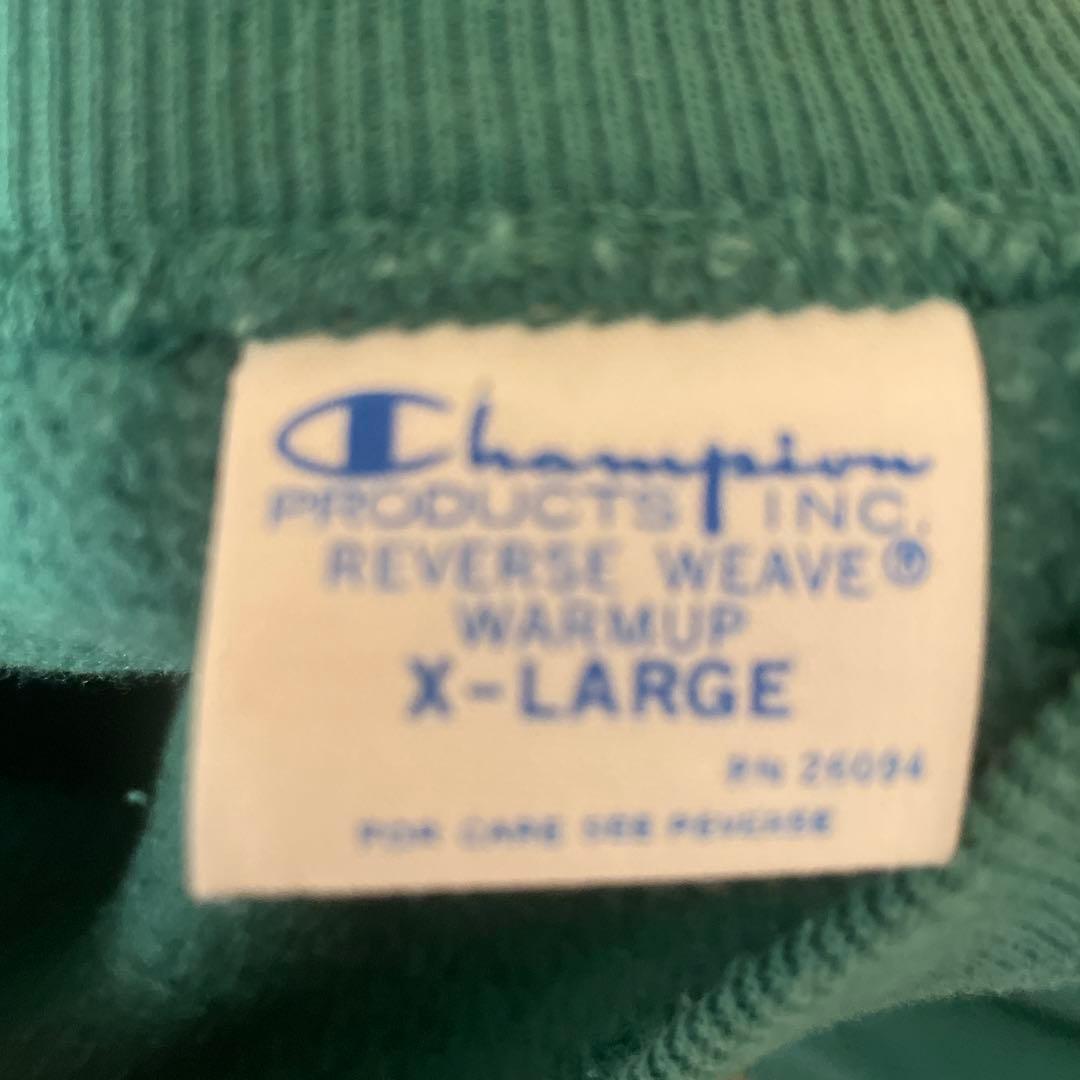 Champion
PRODUCTS INC.
REVERSE WEAVE®
WARMUP
X-LARGE
RN 26094
FOR CARE SEE REVERSE